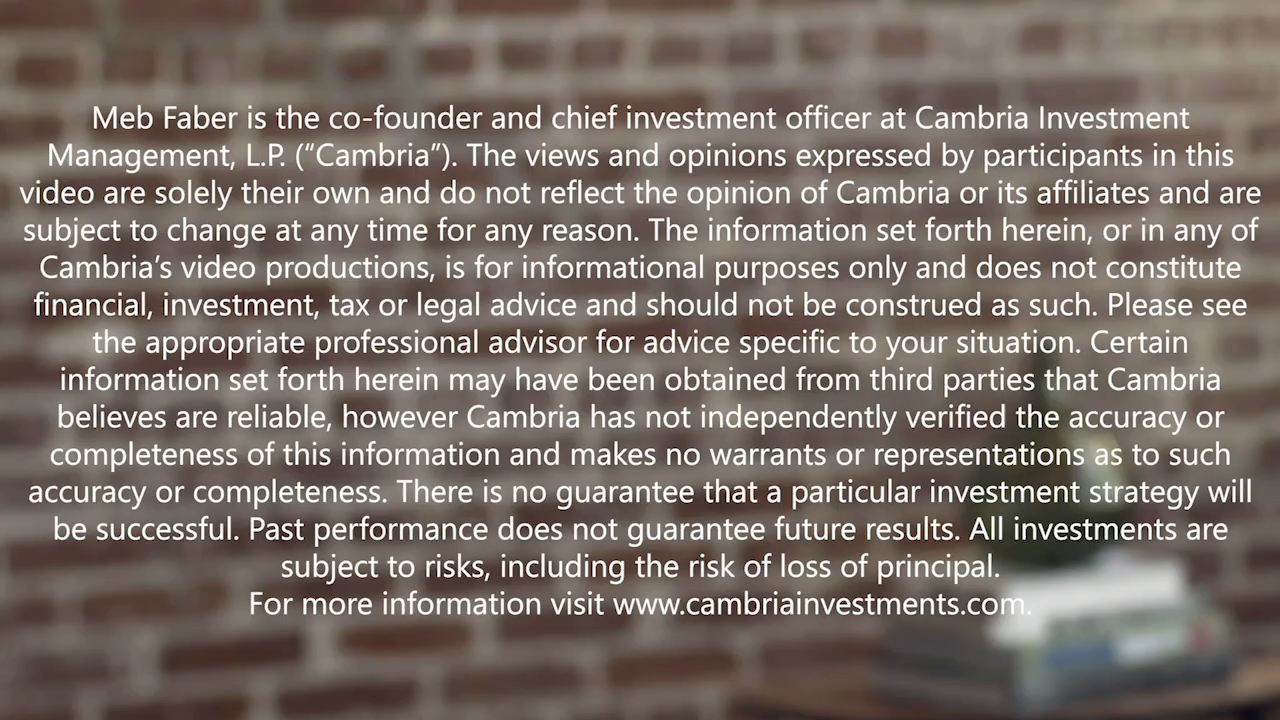 Meb Faber is the co-founder and chief investment officer at Cambria Investment
Management, L.P. (“Cambria”). The views and opinions expressed by participants in this
video are solely their own and do not reflect the opinion of Cambria or its affiliates and are
subject to change at any time for any reason. The information set forth herein, or in any of
Cambria’s video productions, is for informational purposes only and does not constitute
financial, investment, tax or legal advice and should not be construed as such. Please see
the appropriate professional advisor for advice specific to your situation. Certain
information set forth herein may have been obtained from third parties that Cambria
believes are reliable, however Cambria has not independently verified the accuracy or
completeness of this information and makes no warrants or representations as to such
accuracy or completeness. There is no guarantee that a particular investment strategy will
be successful. Past performance does not guarantee future results. All investments are
subject to risks, including the risk of loss of principal.
For more information visit www.cambriainvestments.com.